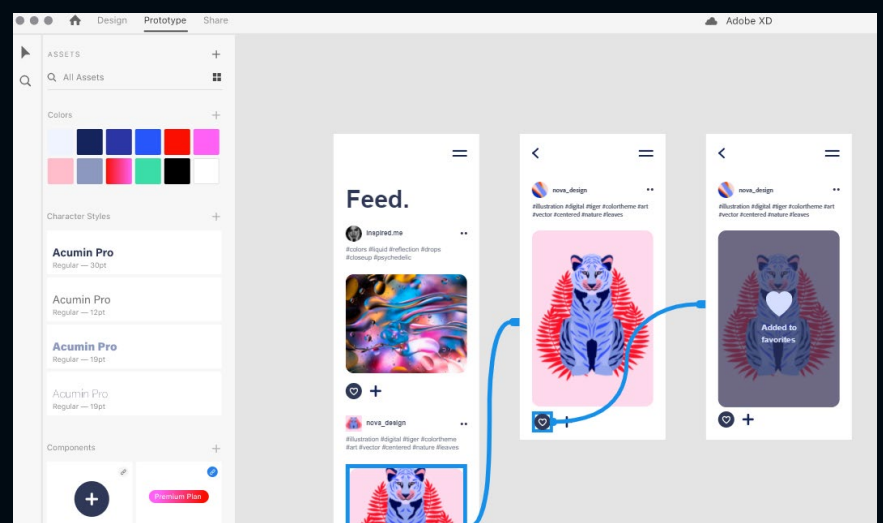 Design Prototype Share
Adobe XD
ASSETS
All Assets
Colors
Character Styles
Acumin Pro
Regular — 30pt
Acumin Pro
Regular — 12pt
Acumin Pro
Regular — 19pt
Acumin Pro
Regular — 19pt
Components
Premium Plan
Feed.
inspired.me
#colors #liquid #reflection #drops
#closeup #psychedelic
nova_design
#illustration #digital #tiger #colortheme
#art #vector #centered #nature #leaves
nova_design
#illustration #digital #tiger #colortheme #art
#vector #centered #nature #leaves
nova_design
#illustration #digital #tiger #colortheme #art
#vector #centered #nature #leaves
Added to
favorites